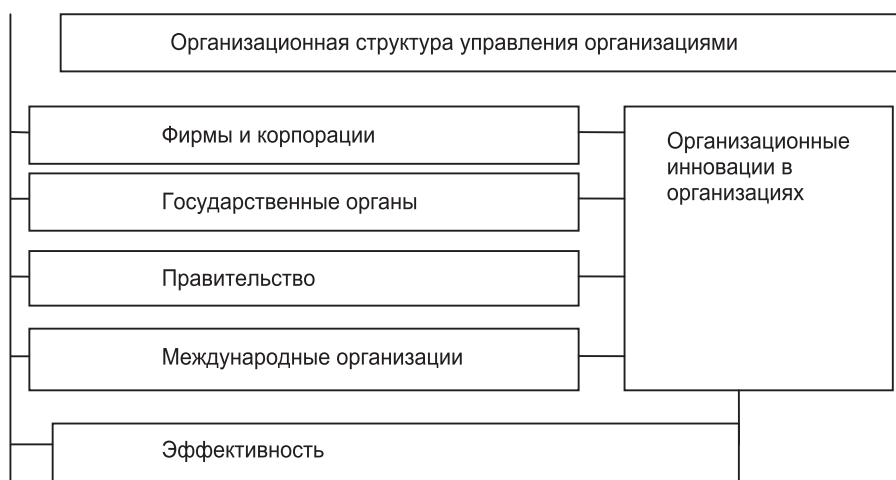 Организационная структура управления организациями
Фирмы и корпорации
Организационные
инновации в
организациях
Государственные органы
Правительство
Международные организации
Эффективность